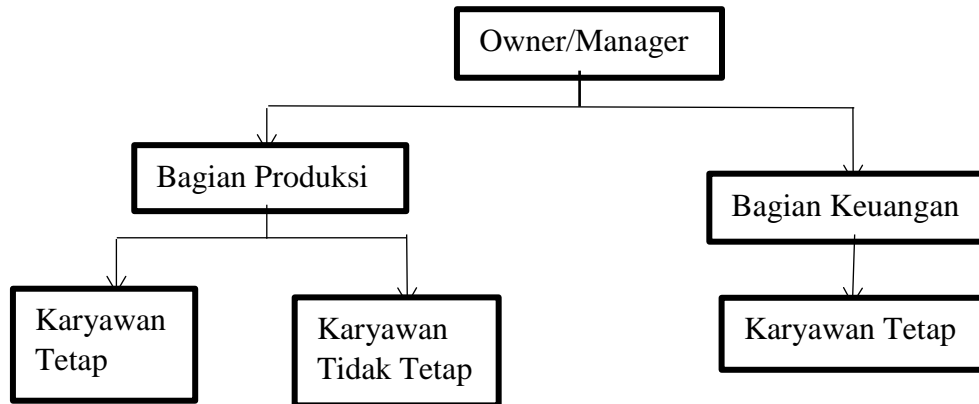 Owner/Manager
Bagian Produksi
Bagian Keuangan
Karyawan
Tetap
Karyawan
Tidak Tetap
Karyawan Tetap